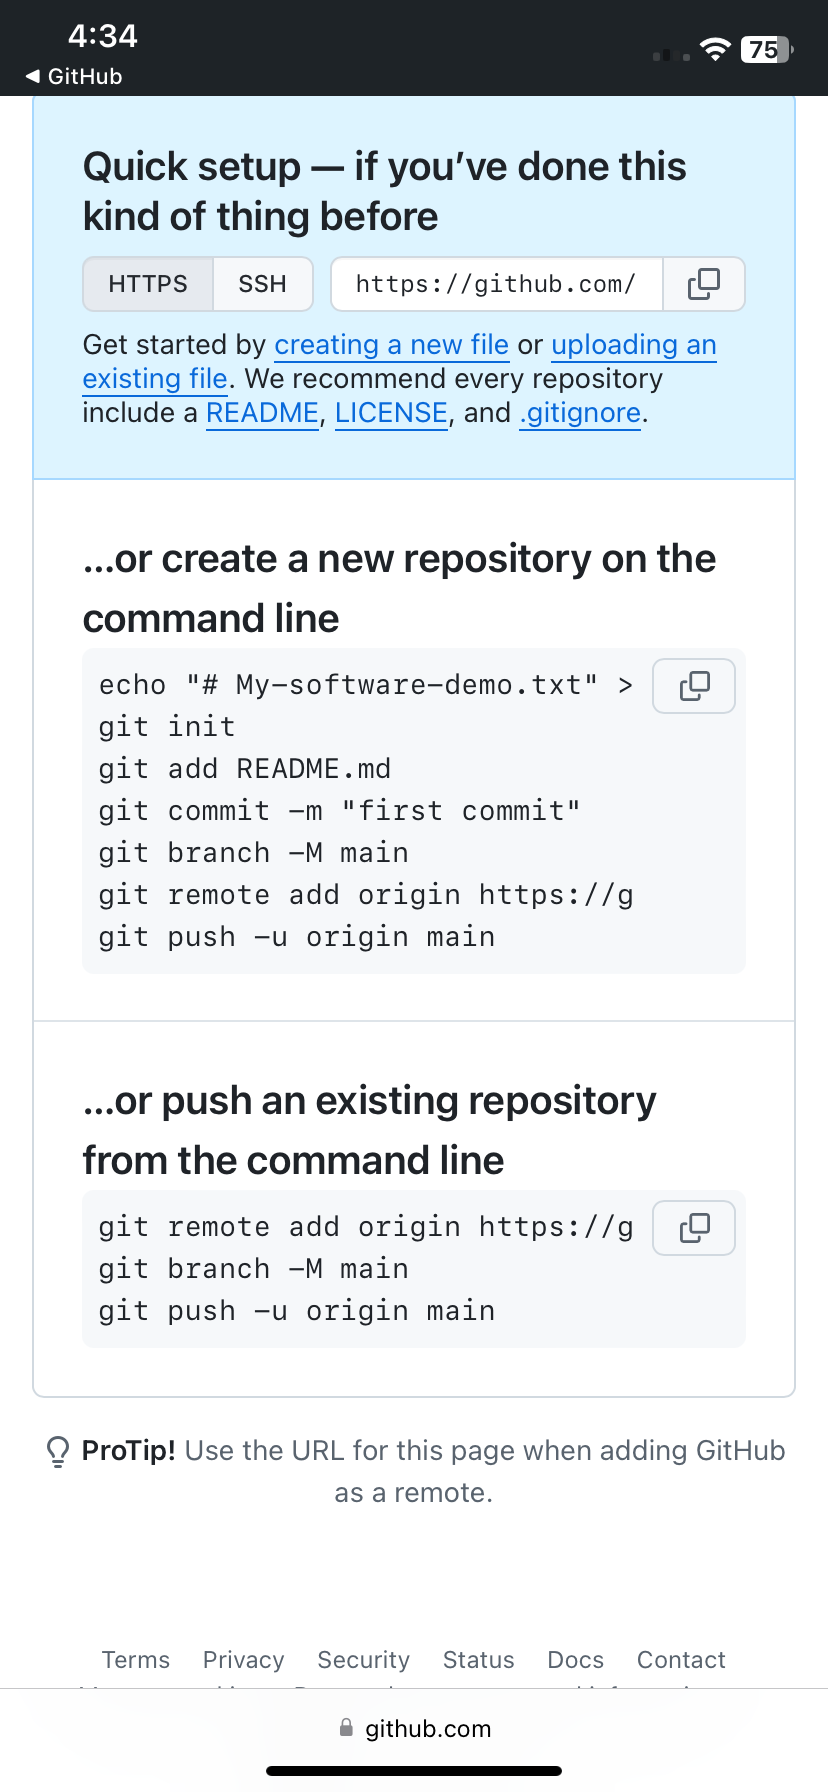 4:34
75
◀ GitHub
Quick setup — if you’ve done this
kind of thing before
HTTPS SSH https://github.com/
Get started by creating a new file or uploading an
existing file. We recommend every repository
include a README, LICENSE, and .gitignore.
...or create a new repository on the
command line
echo "# My-software-demo.txt" >
git init
git add README.md
git commit -m "first commit"
git branch -M main
git remote add origin https://g
git push -u origin main
...or push an existing repository
from the command line
git remote add origin https://g
git branch -M main
git push -u origin main
ProTip! Use the URL for this page when adding GitHub
as a remote.
Terms Privacy Security Status Docs Contact
github.com